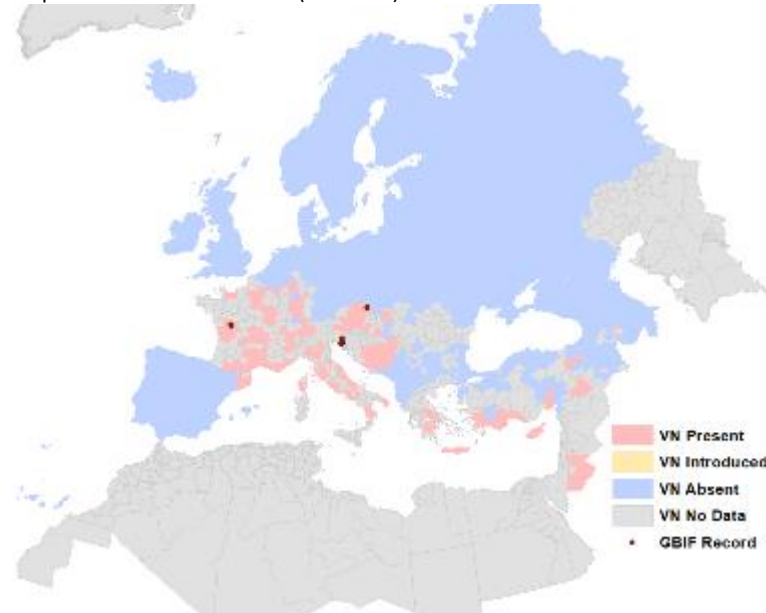 VN Present
VN Introduced
VN Absent
VN No Data
GBIF Record